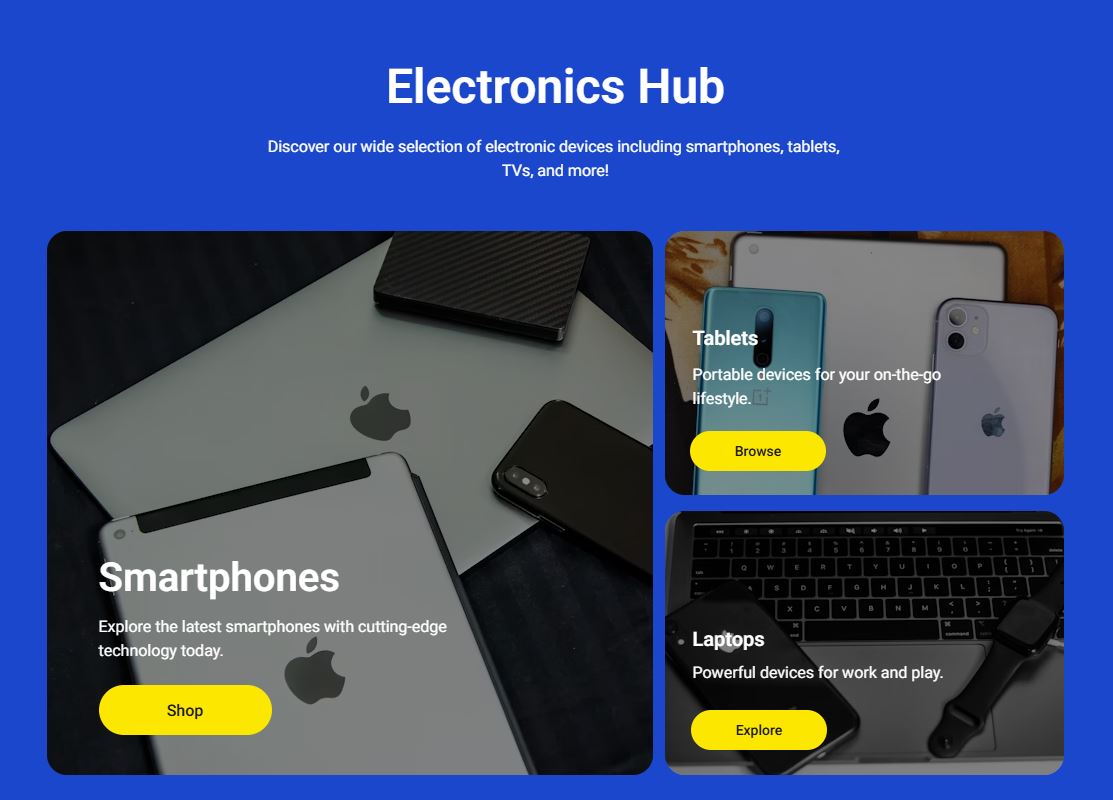 Electronics Hub
Discover our wide selection of electronic devices including smartphones, tablets,
TVs, and more!
Smartphones
Explore the latest smartphones with cutting-edge
technology today.
Shop
Tablets
Portable devices for your on-the-go
lifestyle.
Browse
Laptops
Powerful devices for work and play.
Explore